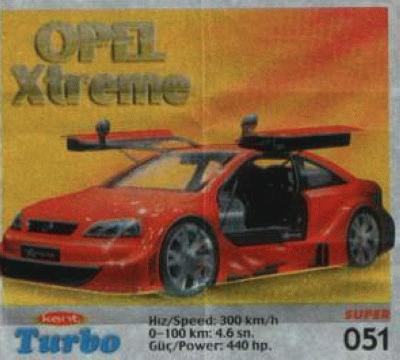 OPEL
Xtreme
Xtreme
kent
Turbo
Hız/Speed: 300 km/h
0-100 km: 4.6 sn.
Güç/Power: 440 hp.
SUPER
051